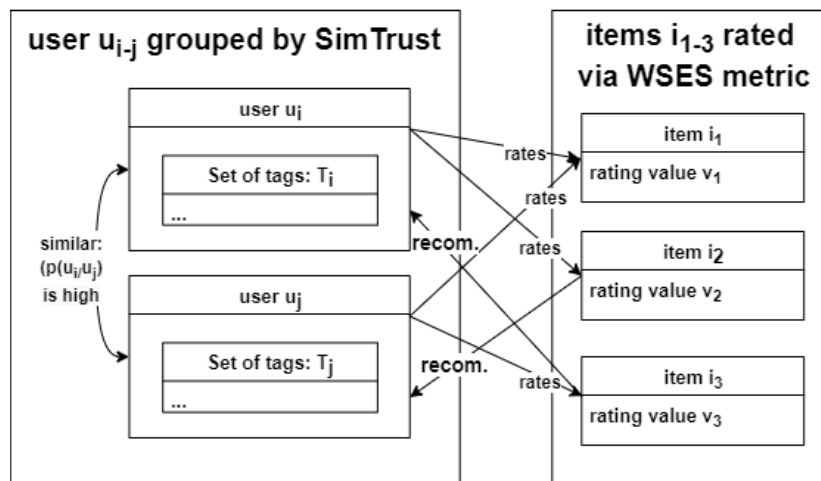 user uᵢ₋ⱼ grouped by SimTrust
user uᵢ
Set of tags: Tᵢ
...
similar:
(p(uᵢ/uⱼ)
is high
user uⱼ
Set of tags: Tⱼ
...
rates
rates
rates
recom.
recom.
rates
items i₁₋₃ rated
via WSES metric
item i₁
rating value v₁
item i₂
rating value v₂
item i₃
rating value v₃